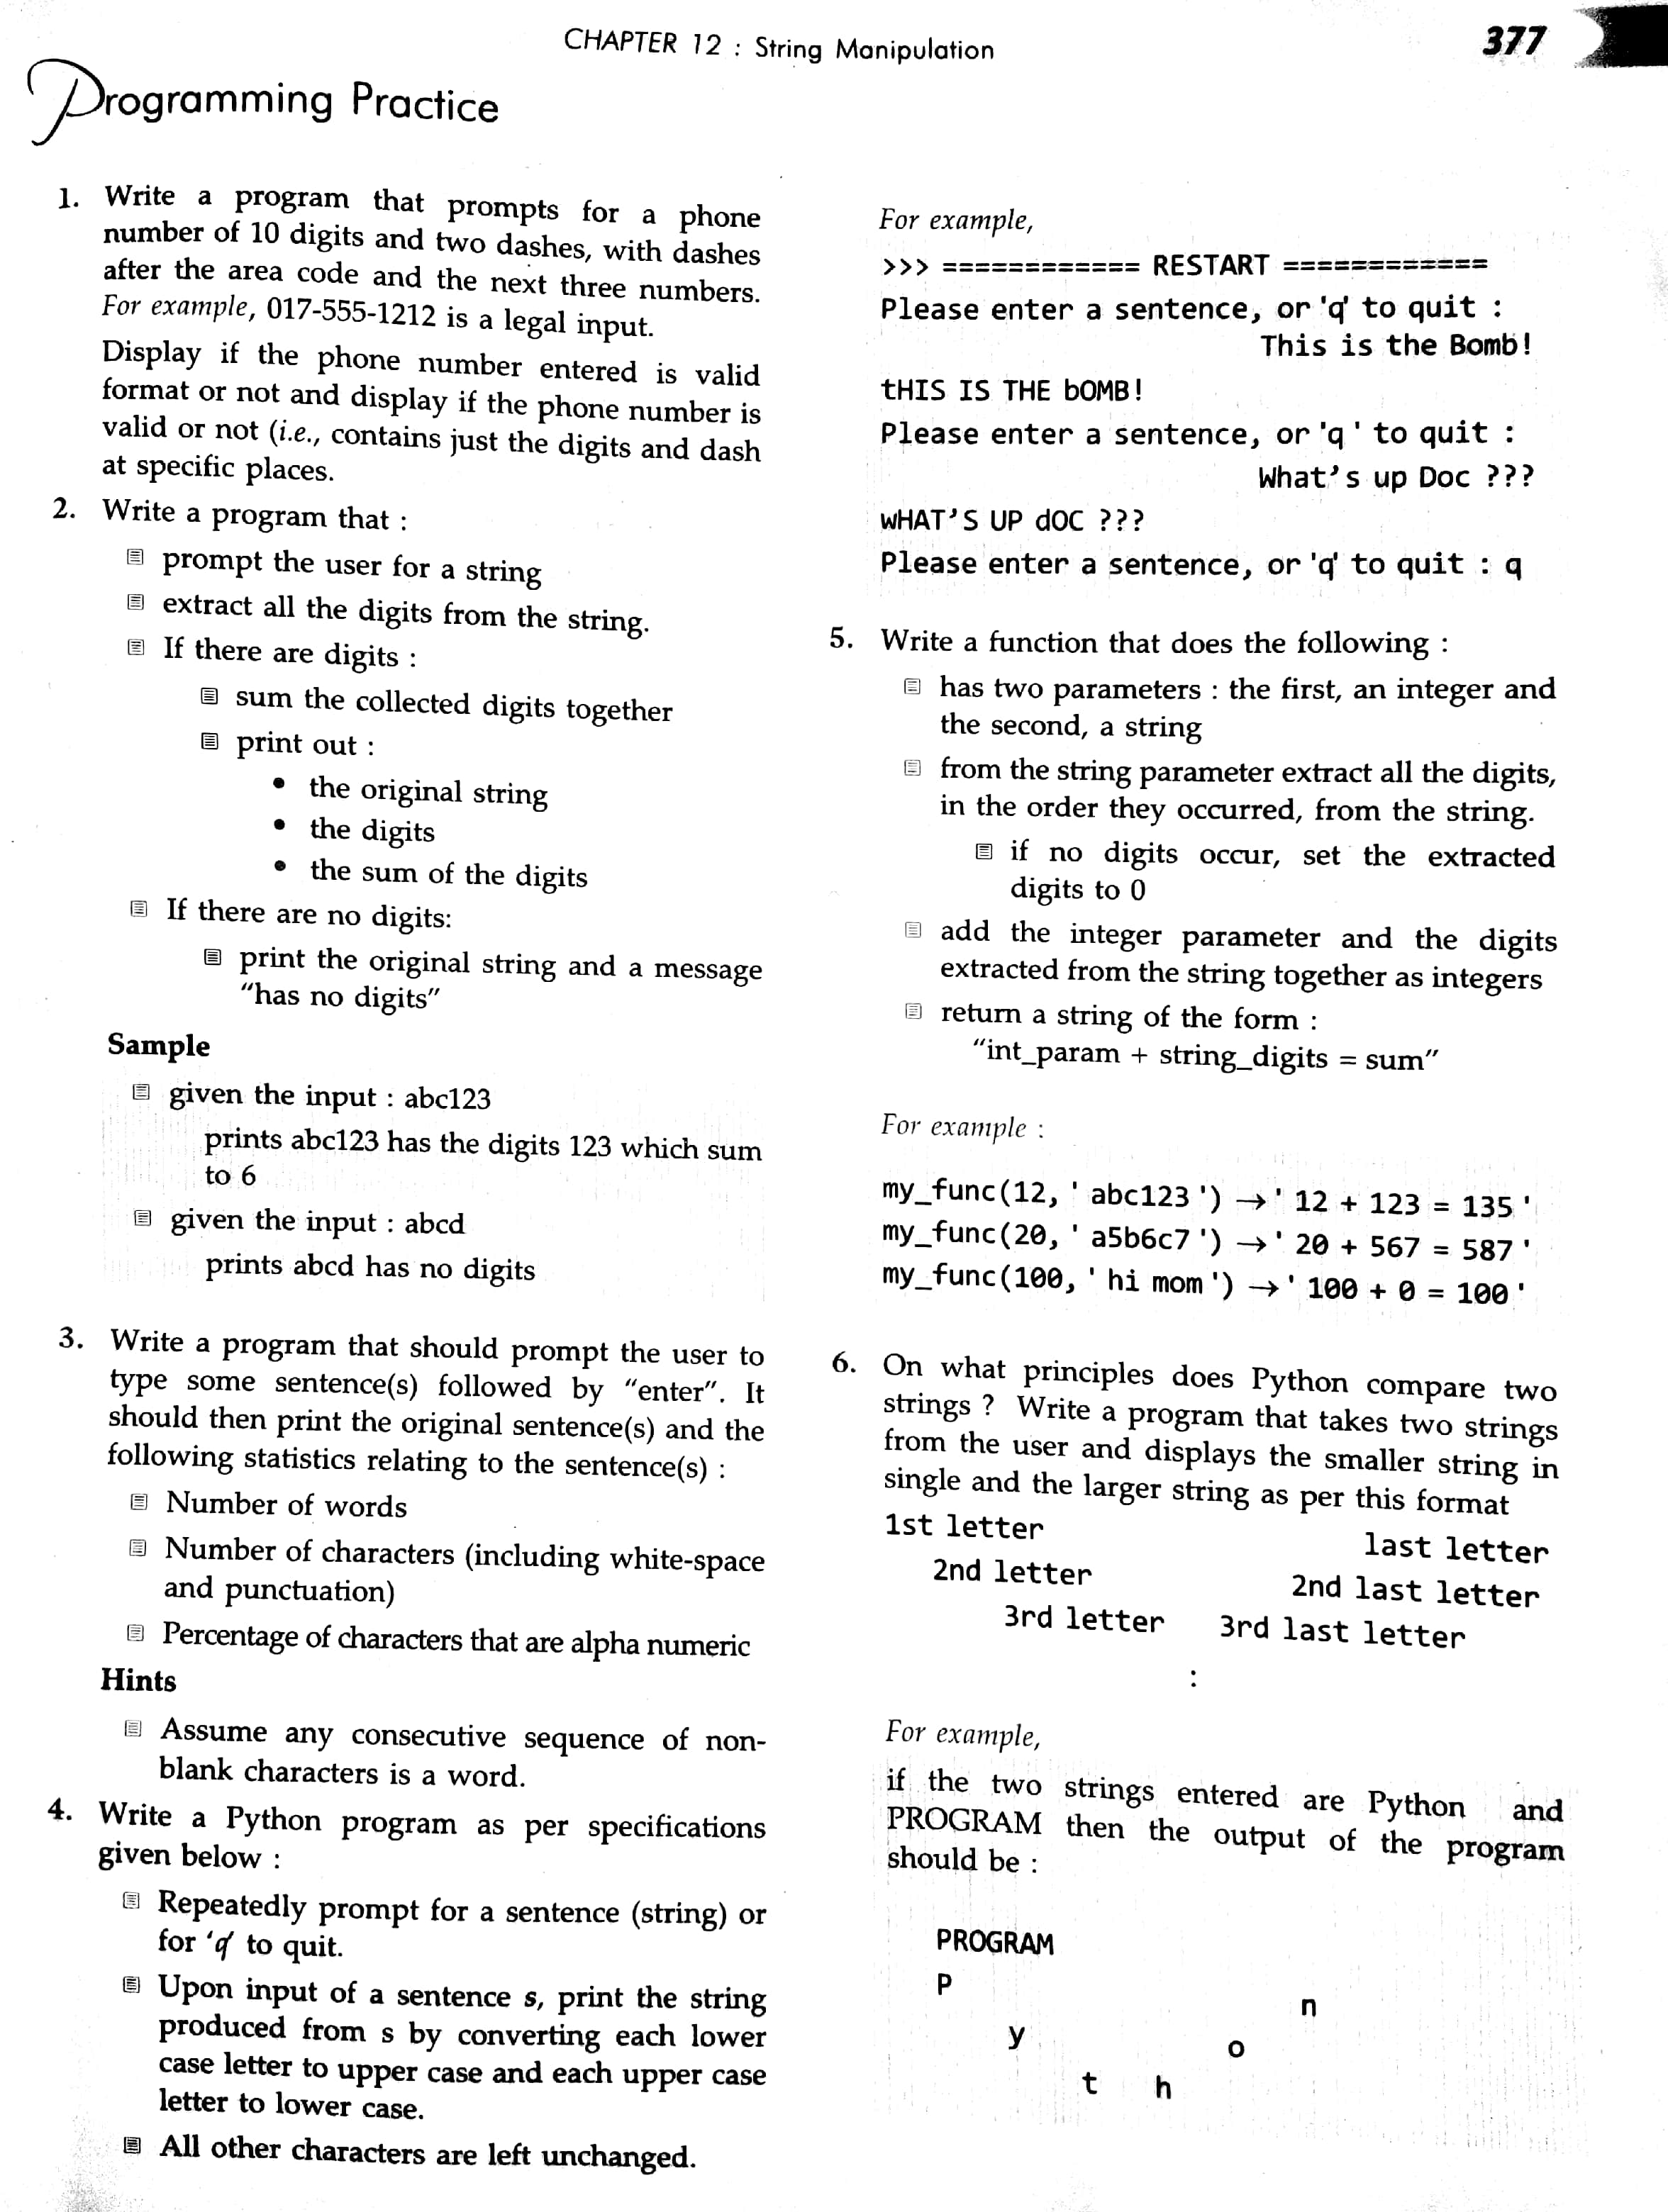 CHAPTER 12 : String Manipulation
377
Programming Practice
1. Write a program that prompts for a phone
number of 10 digits and two dashes, with dashes
after the area code and the next three numbers.
For example, 017-555-1212 is a legal input.
Display if the phone number entered is valid
format or not and display if the phone number is
valid or not (i.e., contains just the digits and dash
at specific places.
2. Write a program that :
prompt the user for a string
extract all the digits from the string.
If there are digits :
sum the collected digits together
print out :
• the original string
• the digits
• the sum of the digits
If there are no digits:
print the original string and a message
“has no digits”
Sample
given the input : abc123
prints abc123 has the digits 123 which sum
to 6
given the input : abcd
prints abcd has no digits
3. Write a program that should prompt the user to
type some sentence(s) followed by “enter”. It
should then print the original sentence(s) and the
following statistics relating to the sentence(s) :
Number of words
Number of characters (including white-space
and punctuation)
Percentage of characters that are alpha numeric
Hints
Assume any consecutive sequence of non-
blank characters is a word.
4. Write a Python program as per specifications
given below :
Repeatedly prompt for a sentence (string) or
for ‘q’ to quit.
Upon input of a sentence s, print the string
produced from s by converting each lower
case letter to upper case and each upper case
letter to lower case.
All other characters are left unchanged.
For example,
>>> ============ RESTART ============
Please enter a sentence, or 'q' to quit :
This is the Bomb!
tHIS IS THE bOMB!
Please enter a sentence, or 'q ' to quit :
What’s up Doc ???
wHAT’S UP dOC ???
Please enter a sentence, or 'q' to quit : q
5. Write a function that does the following :
has two parameters : the first, an integer and
the second, a string
from the string parameter extract all the digits,
in the order they occurred, from the string.
if no digits occur, set the extracted
digits to 0
add the integer parameter and the digits
extracted from the string together as integers
return a string of the form :
“int_param + string_digits = sum”
For example :
my_func(12, ' abc123 ') → ' 12 + 123 = 135 '
my_func(20, ' a5b6c7 ') → ' 20 + 567 = 587 '
my_func(100, ' hi mom ') → ' 100 + 0 = 100 '
6. On what principles does Python compare two
strings ? Write a program that takes two strings
from the user and displays the smaller string in
single and the larger string as per this format
1st letter last letter
2nd letter 2nd last letter
3rd letter 3rd last letter
:
For example,
if the two strings entered are Python and
PROGRAM then the output of the program
should be :
PROGRAM
P n
y o
t h